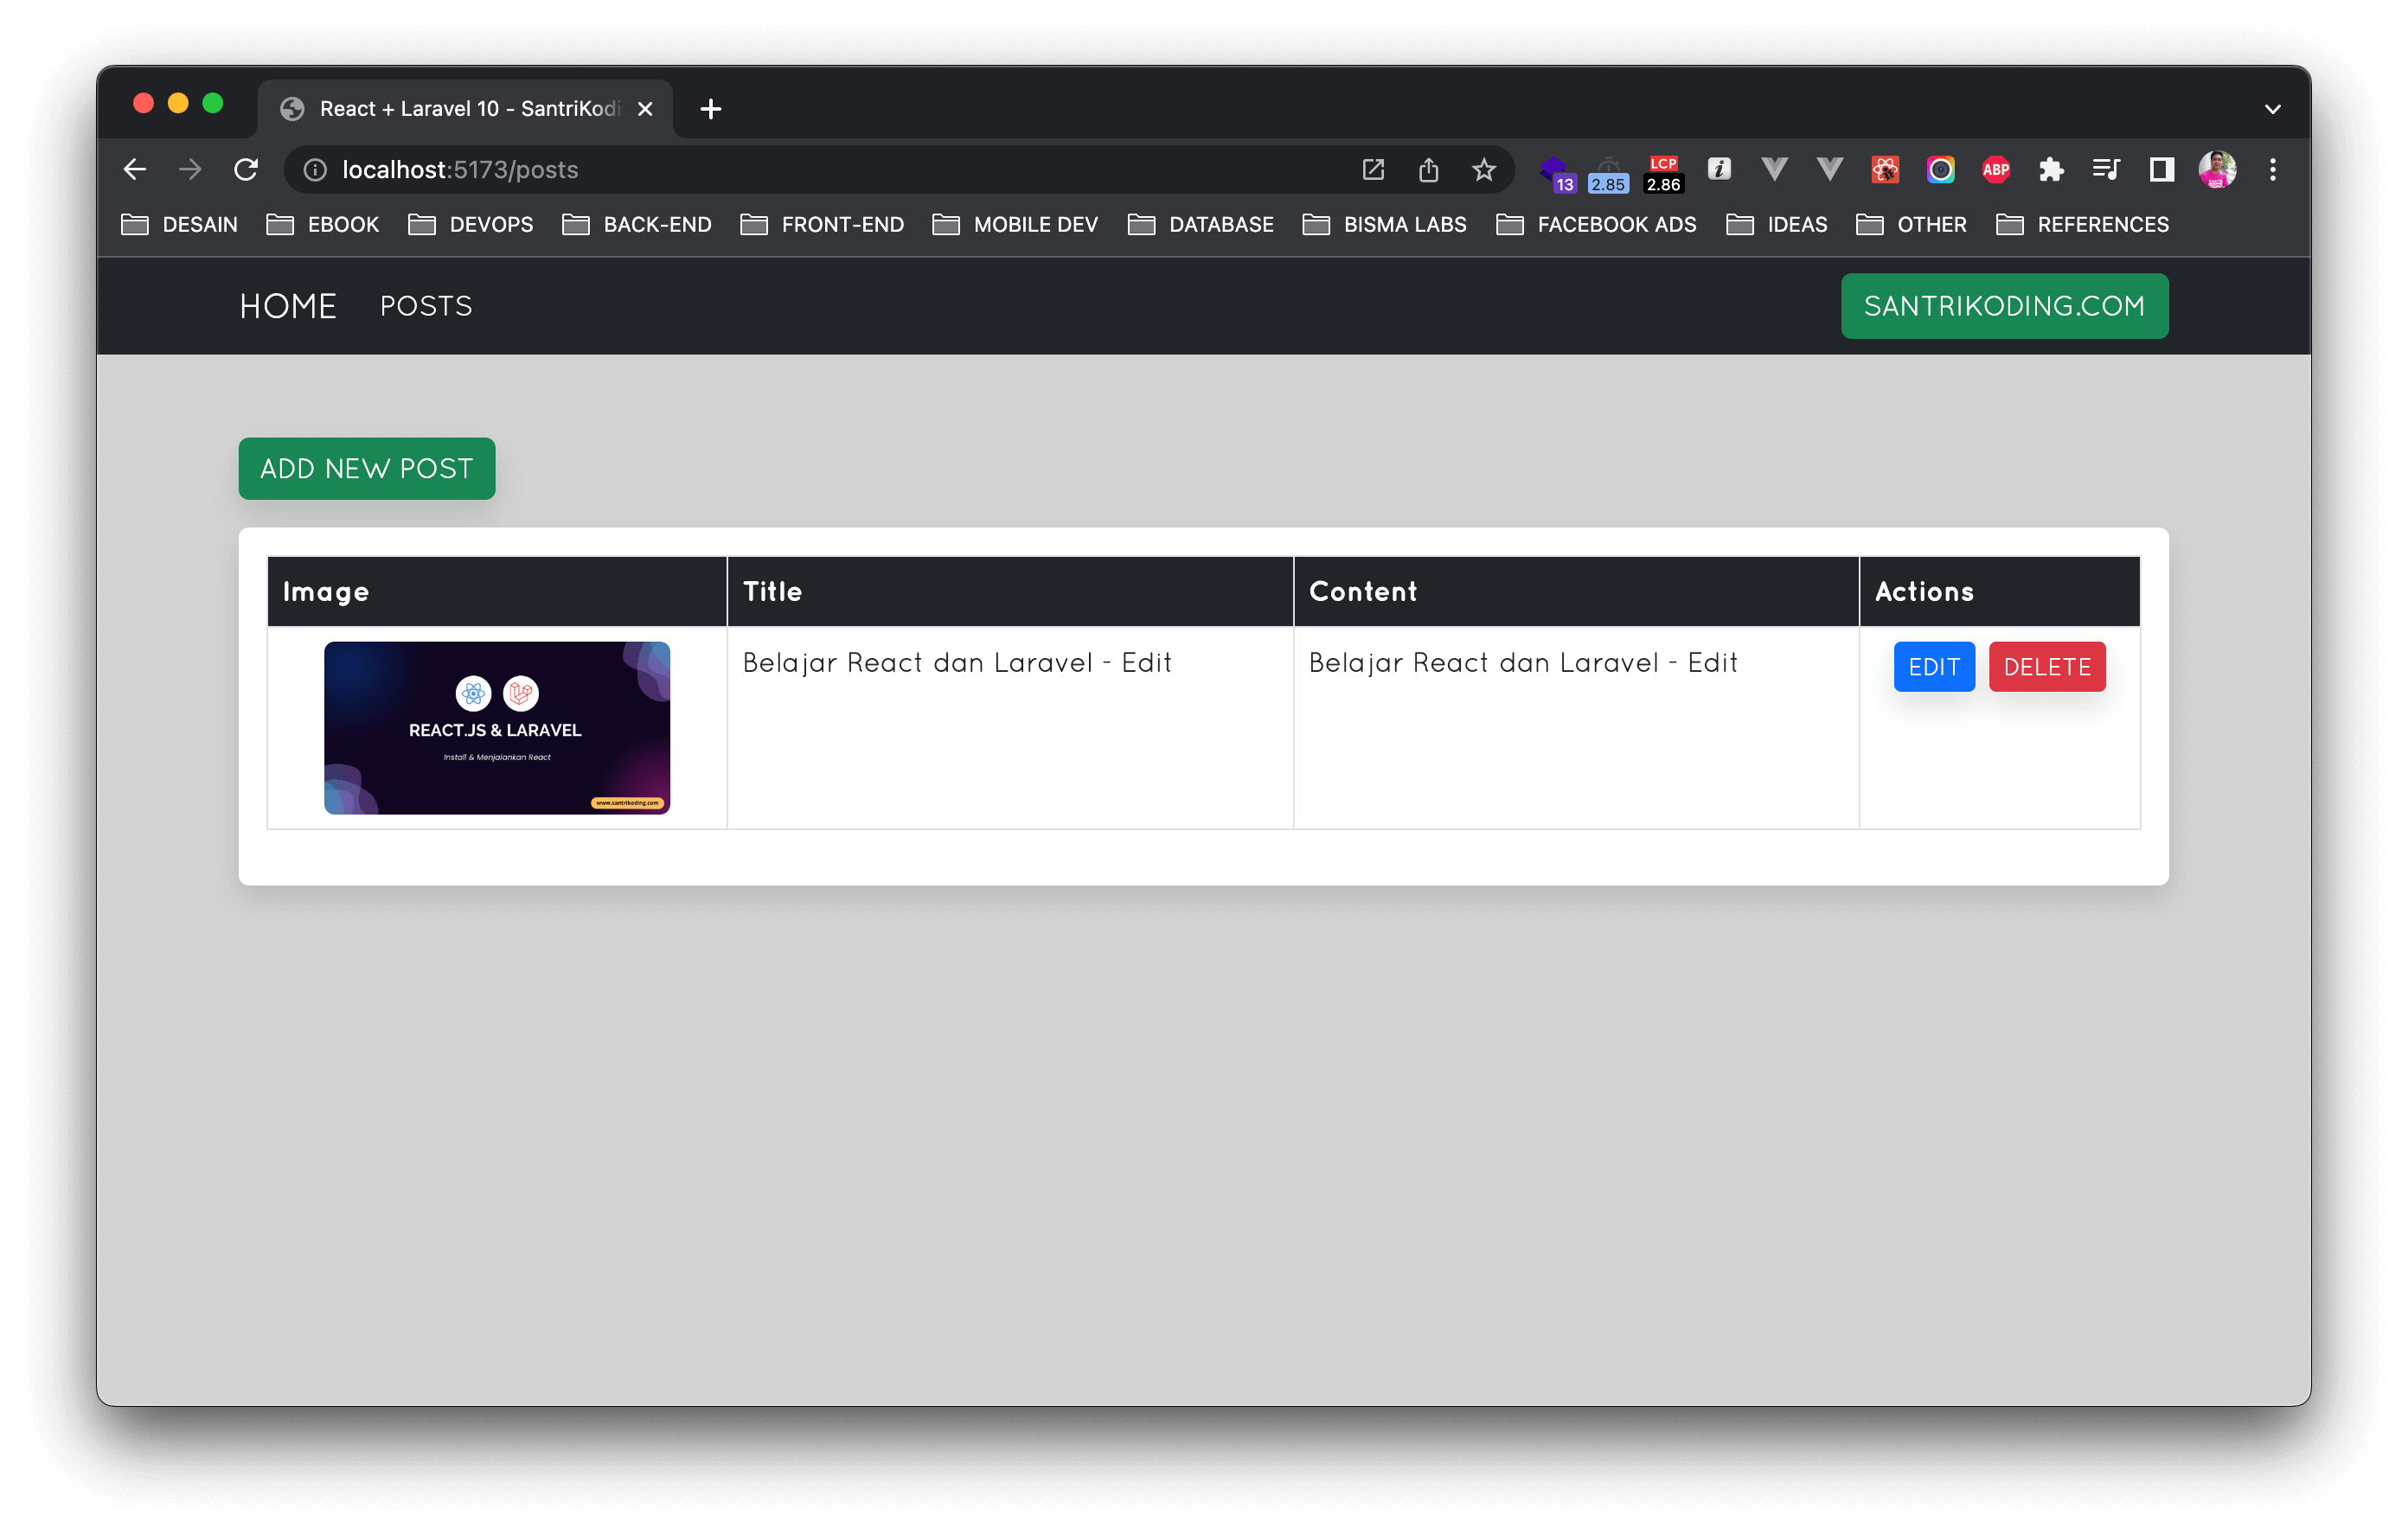 React + Laravel 10 - SantriKodi
localhost:5173/posts
13
2.85
LCP
2.86
ABP
DESAIN EBOOK DEVOPS BACK-END FRONT-END MOBILE DEV DATABASE BISMA LABS FACEBOOK ADS IDEAS OTHER REFERENCES
HOME POSTS SANTRIKODING.COM
ADD NEW POST
Image Title Content Actions
Belajar React dan Laravel - Edit Belajar React dan Laravel - Edit EDIT DELETE
REACT.JS & LARAVEL
Install & Menjalankan React
www.santrikoding.com